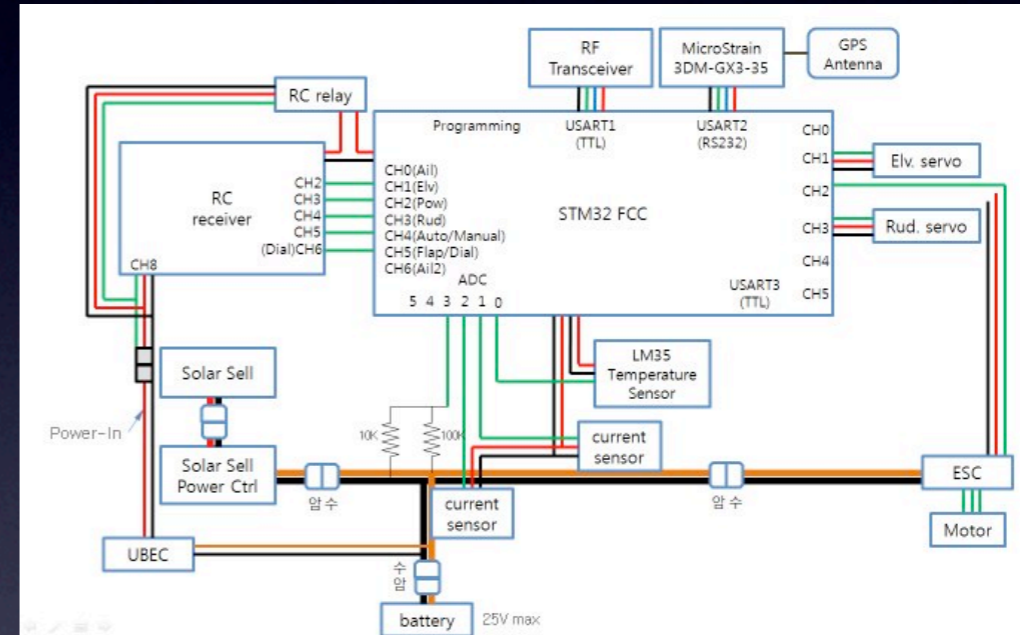 RF
Transceiver
MicroStrain
3DM-GX3-35
GPS
Antenna
RC relay
Programming
USART1
(TTL)
USART2
(RS232)
CH0
CH1
CH2
CH3
CH4
CH5
Elv. servo
Rud. servo
RC
receiver
CH2
CH3
CH4
CH5
(Dial)CH6
CH8
CH0(Ail)
CH1(Elv)
CH2(Pow)
CH3(Rud)
CH4(Auto/Manual)
CH5(Flap/Dial)
CH6(Ail2)
STM32 FCC
ADC
5 4 3 2 1 0
USART3
(TTL)
LM35
Temperature
Sensor
Solar Sell
Power-In
10K
100K
current
sensor
Solar Sell
Power Ctrl
암 수
current
sensor
암 수
ESC
Motor
UBEC
수
암
battery
25V max